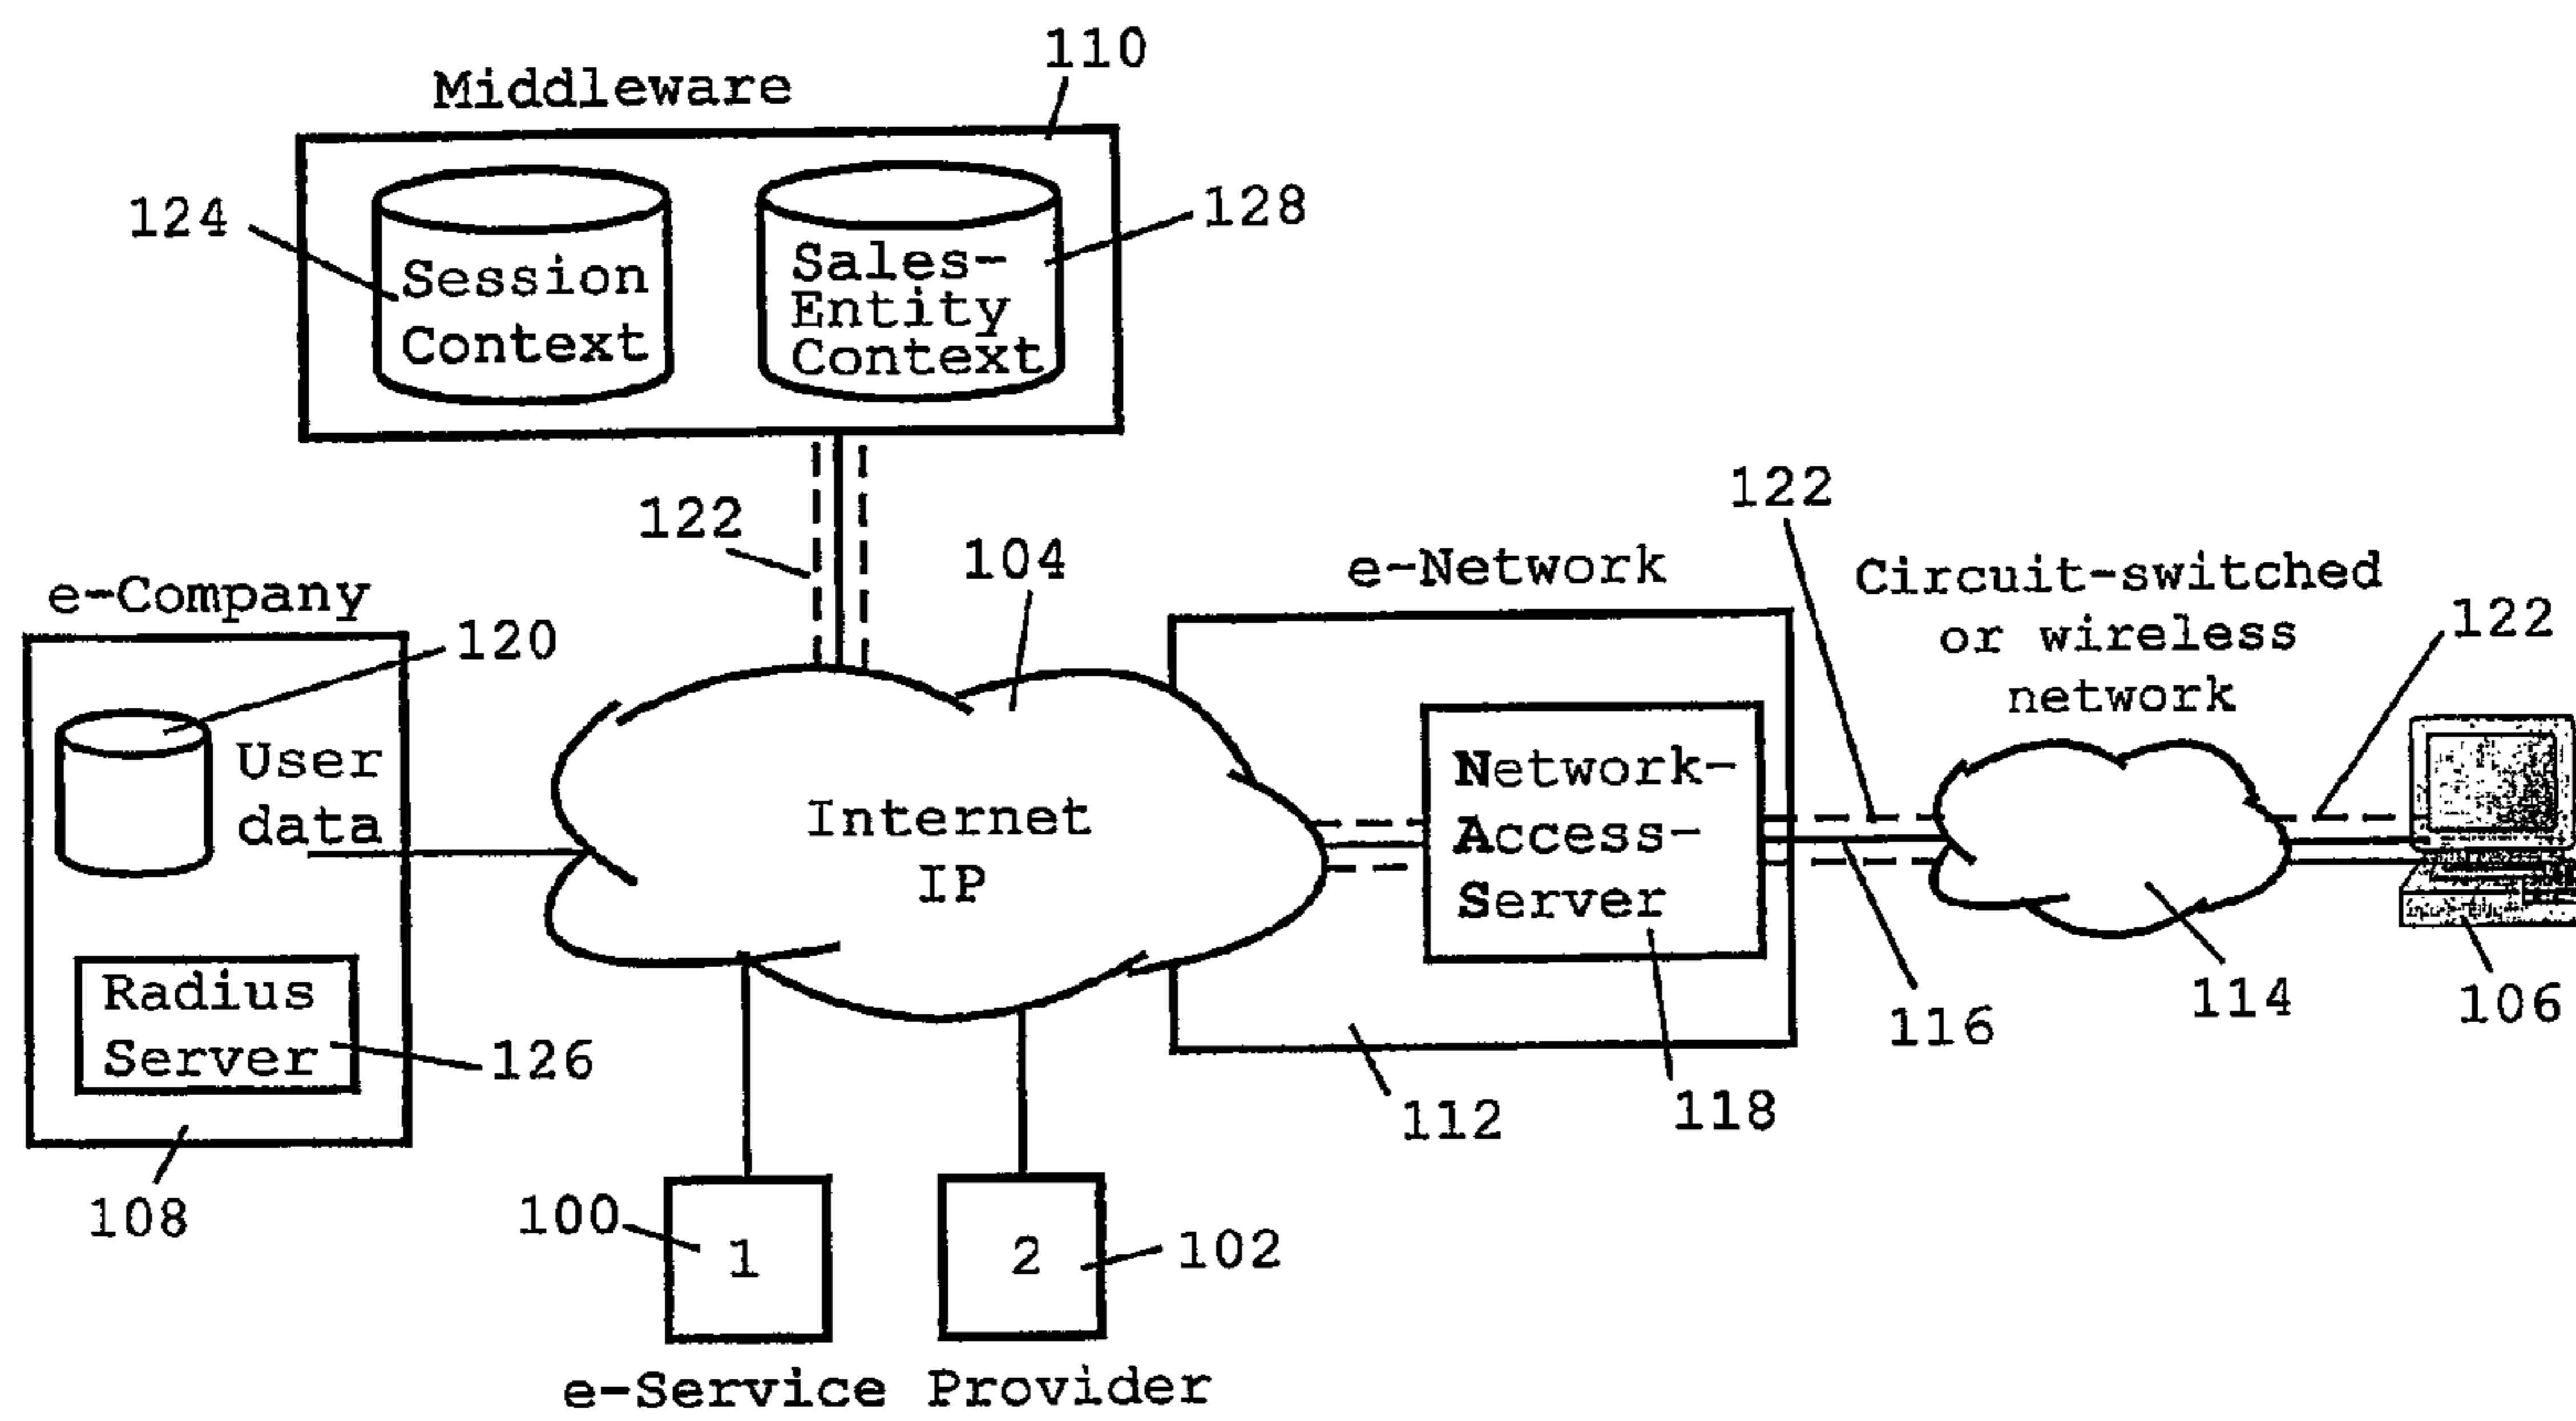 110
Middleware
124
128
Session
Context
Sales-
Entity
Context
122
104
e-Company
120
User
data
Radius
Server
126
108
Internet
IP
e-Network
122
Circuit-switched
or wireless
network
122
Network-
Access-
Server
116
114
106
112
118
100
1
2
102
e-Service Provider